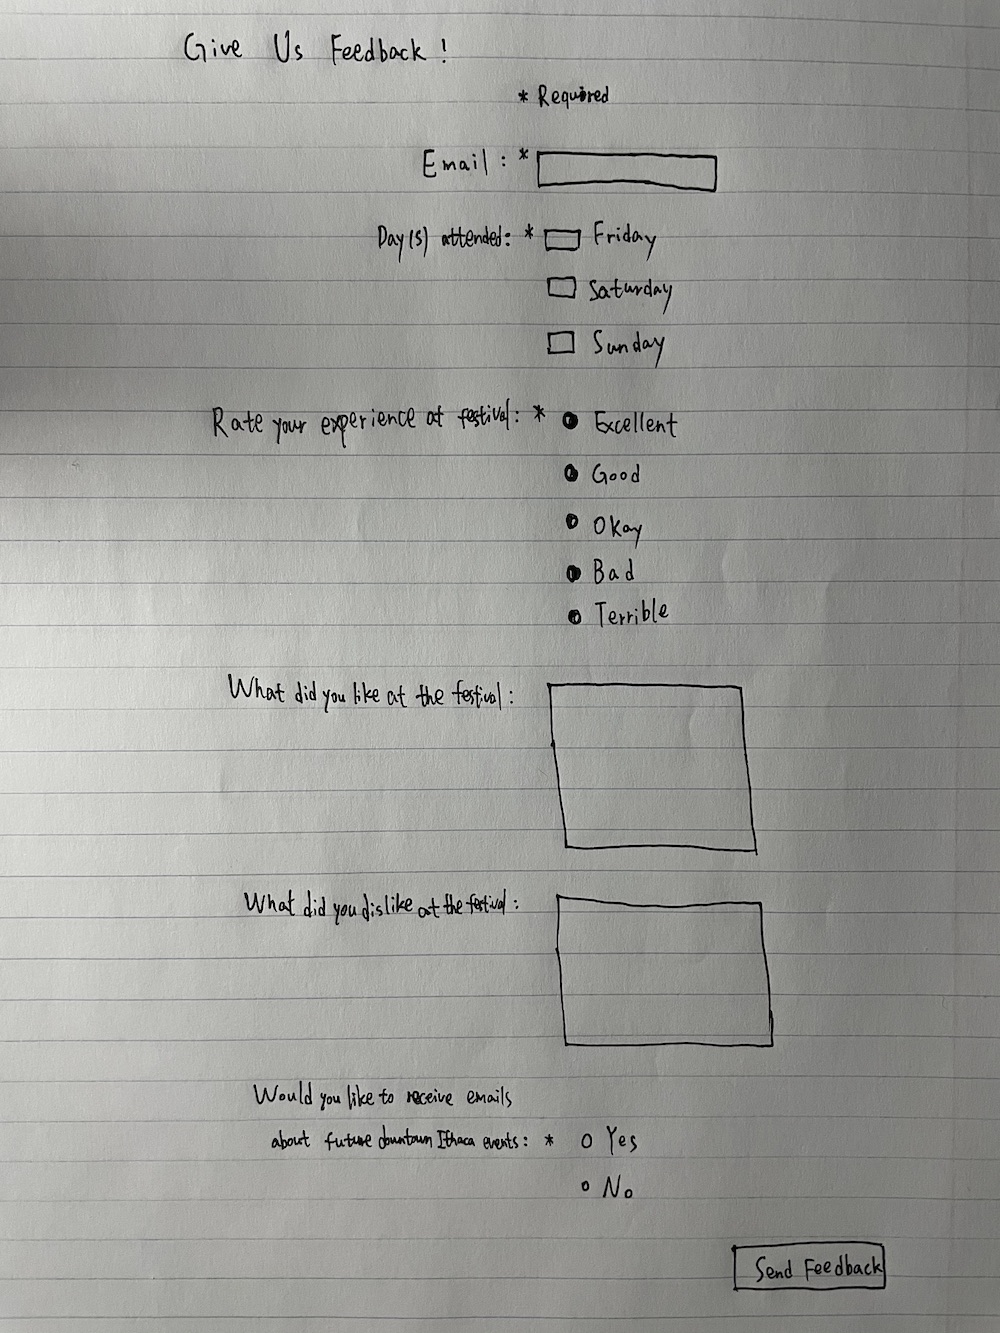 Give Us Feedback!
* Required
Email: *
Day(s) attended: * Friday
Saturday
Sunday
Rate your experience at festival: * Excellent
Good
Okay
Bad
Terrible
What did you like at the festival:
What did you dislike at the festival:
Would you like to receive emails
about future downtown Ithaca events: * Yes
No
Send Feedback